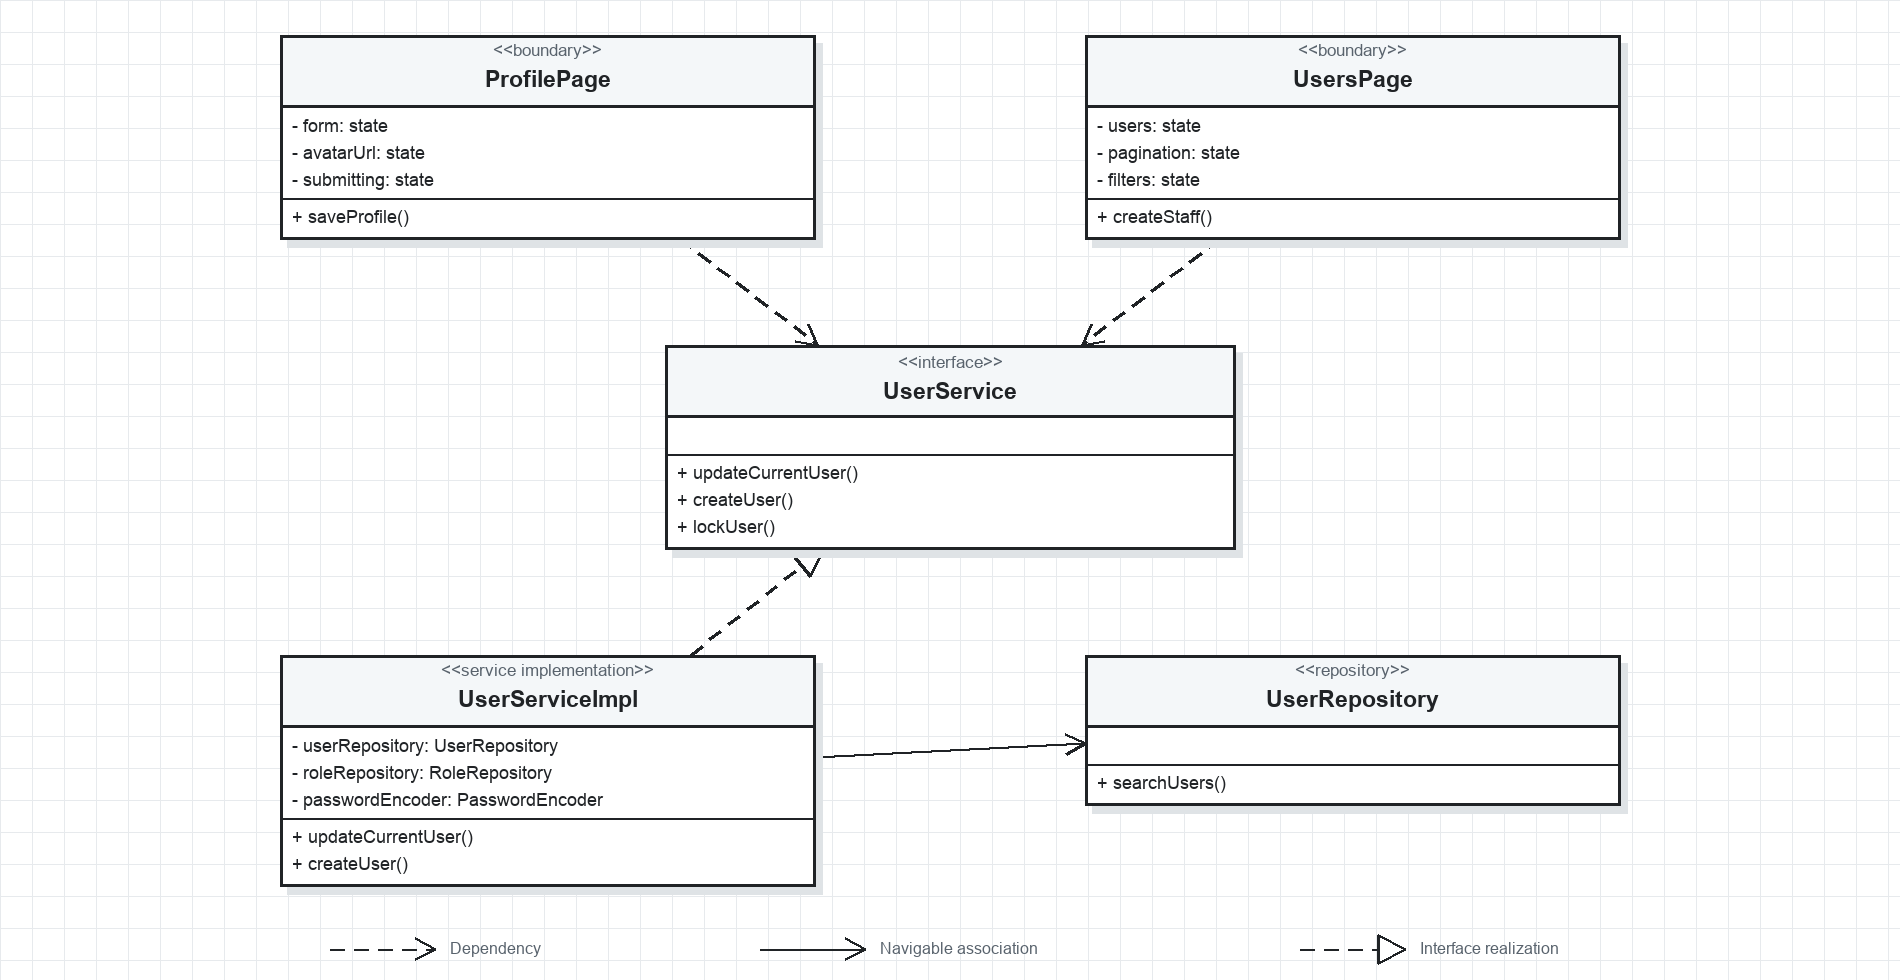 <<boundary>>
ProfilePage
- form: state
- avatarUrl: state
- submitting: state
+ saveProfile()
<<boundary>>
UsersPage
- users: state
- pagination: state
- filters: state
+ createStaff()
<<interface>>
UserService
+ updateCurrentUser()
+ createUser()
+ lockUser()
<<service implementation>>
UserServiceImpl
- userRepository: UserRepository
- roleRepository: RoleRepository
- passwordEncoder: PasswordEncoder
+ updateCurrentUser()
+ createUser()
<<repository>>
UserRepository
+ searchUsers()
Dependency
Navigable association
Interface realization